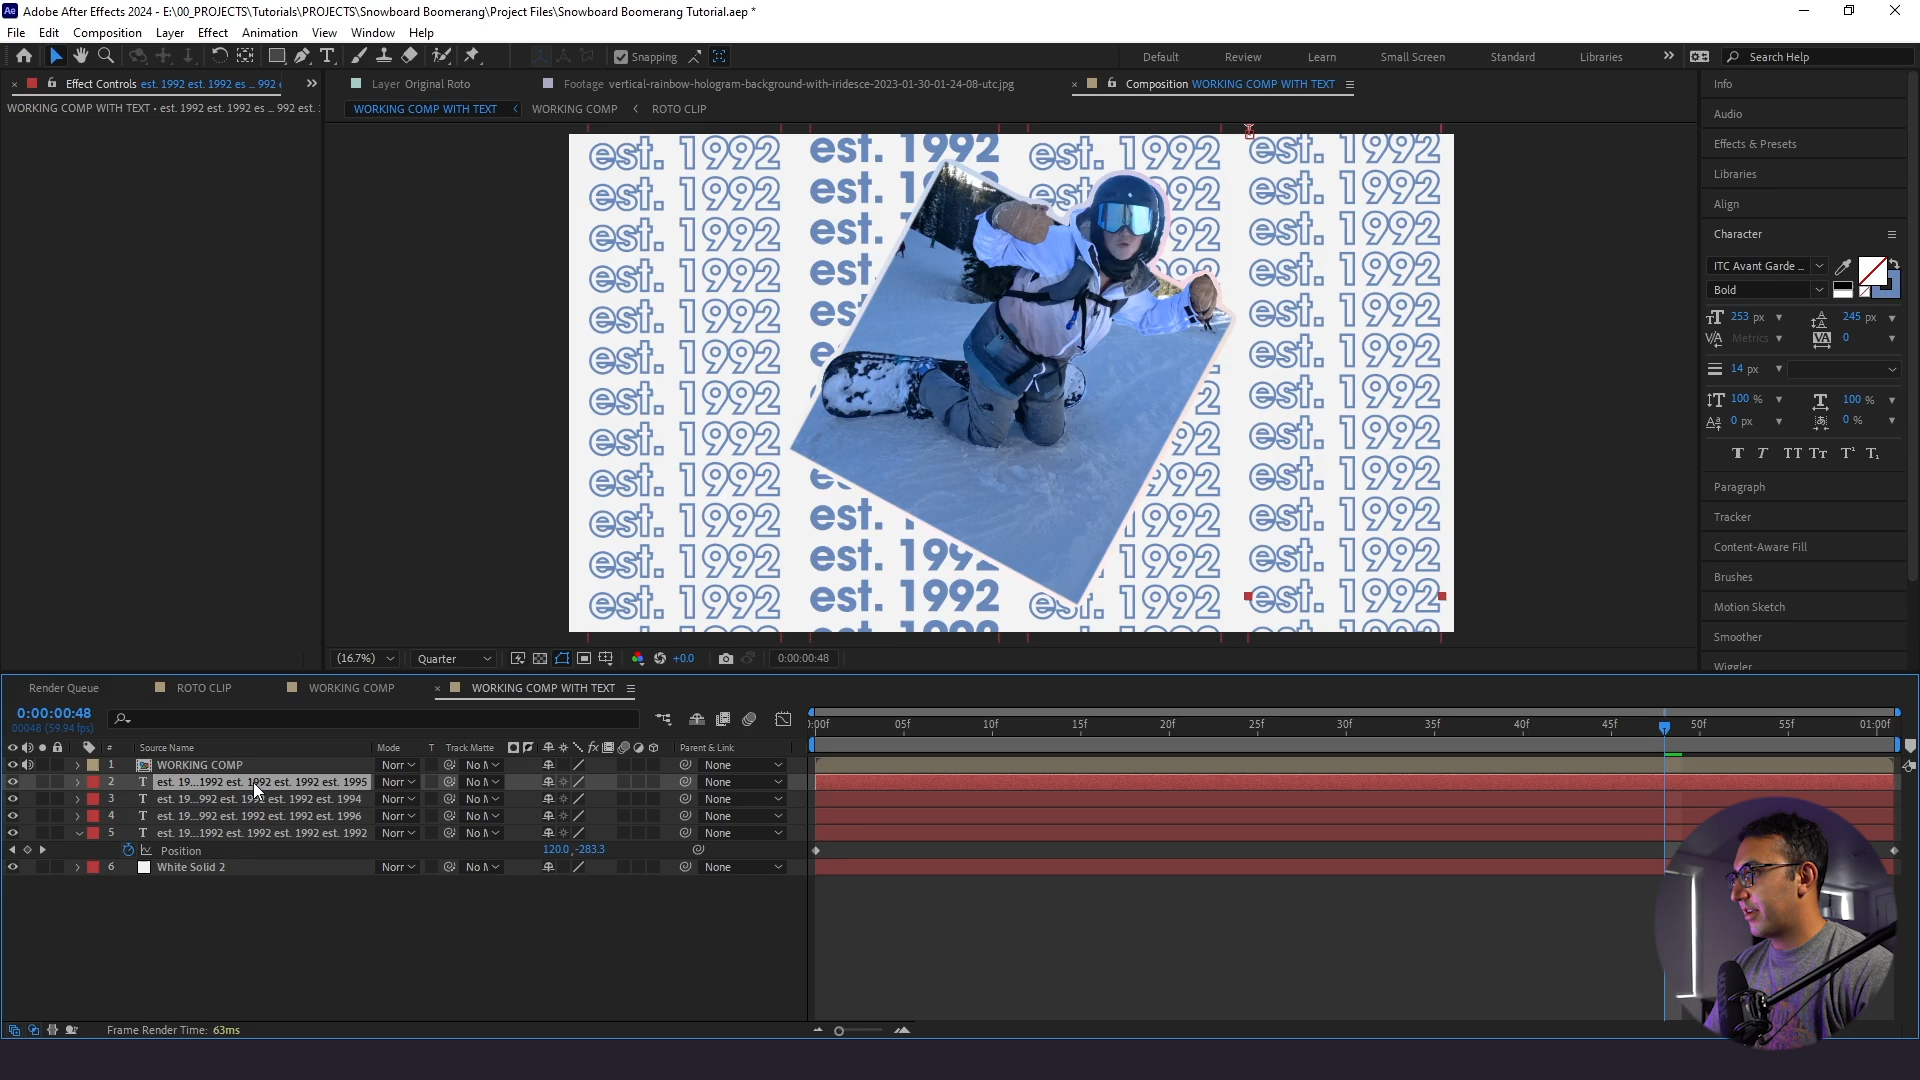 Adobe After Effects 2024 - E:\00_PROJECTS\Tutorials\PROJECTS\Snowboard Boomerang\Project Files\Snowboard Boomerang Tutorial.aep *
File Edit Composition Layer Effect Animation View Window Help
Snapping Default Review Learn Small Screen Standard Libraries Search Help
Effect Controls est. 1992 est. 1992 es ... 992
WORKING COMP WITH TEXT • est. 1992 est. 1992 es ... 992 est.
Layer Original Roto
Footage vertical-rainbow-hologram-background-with-iridesce-2023-01-30-01-24-08-utc.jpg
Composition WORKING COMP WITH TEXT
WORKING COMP WITH TEXT WORKING COMP ROTO CLIP
est. 1992 est. 1992 est. 1992 est. 1992
est. 1992 est. 1992
est. 1992 est. 1992
est. 1992 est. 1992
est. 1992 est. 1992
est. 1992 est. 1992
est. 1992 est. 1992
est. 1992 est. 1992
est. 1992 est. 1992
est. 1992 est. 1992
est. 1992 est. 1992 est. 1992
est. 1992 est. 1992 est. 1992 est. 1992
Info
Audio
Effects & Presets
Libraries
Align
Character
ITC Avant Garde ...
Bold
253 px 245 px
Metrics 0
14 px
100 % 100 %
0 px 0 %
Paragraph
Tracker
Content-Aware Fill
Brushes
Motion Sketch
Smoother
Wiggler
(16.7%) Quarter +0.0 0:00:00:48
Render Queue ROTO CLIP WORKING COMP WORKING COMP WITH TEXT
0:00:00:48
00048 (59.94 fps)
:00f 05f 10f 15f 20f 25f 30f 35f 40f 45f 50f 55f 01:00f
# Source Name Mode T Track Matte fx Parent & Link
1 WORKING COMP Norr No None
2 T est. 19...1992 est. 1992 est. 1992 est. 1995 Norr No None
3 T est. 19...992 est. 1992 est. 1992 est. 1994 Norr No None
4 T est. 19...992 est. 1992 est. 1992 est. 1996 Norr No None
5 T est. 19...1992 est. 1992 est. 1992 est. 1992 Norr No None
Position 120.0, -283.3
6 White Solid 2 Norr No None
Frame Render Time: 63ms